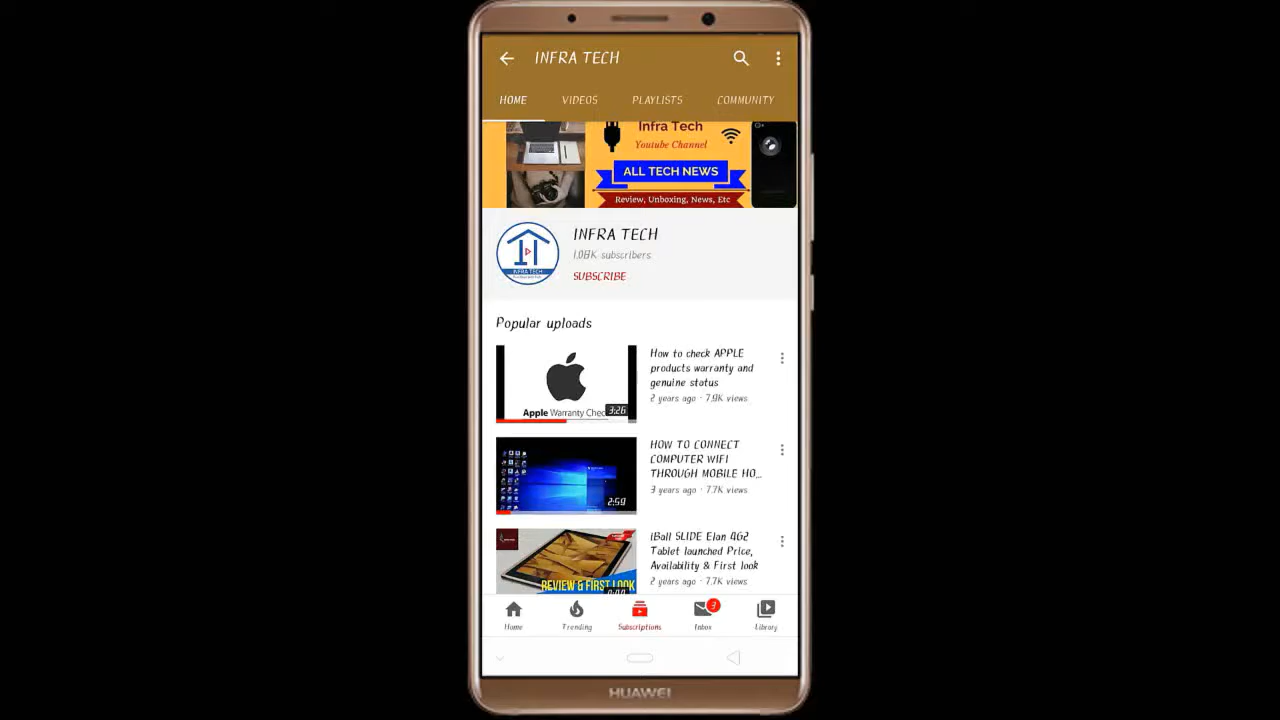 INFRA TECH
HOME VIDEOS PLAYLISTS COMMUNITY
Infra Tech
Youtube Channel
ALL TECH NEWS
Review, Unboxing, News, Etc
INFRA TECH
INFRA TECH
1.08K subscribers
SUBSCRIBE
Popular uploads
Apple Warranty Chec
3:26
How to check APPLE
products warranty and
genuine status
2 years ago · 7.9K views
2:59
HOW TO CONNECT
COMPUTER WIFI
THROUGH MOBILE HO...
3 years ago · 7.7K views
REVIEW & FIRST LOOK
iBall SLIDE Elan 4G2
Tablet launched Price,
Availability & First look
2 years ago · 7.7K views
3
Home Trending Subscriptions Inbox Library
HUAWEI